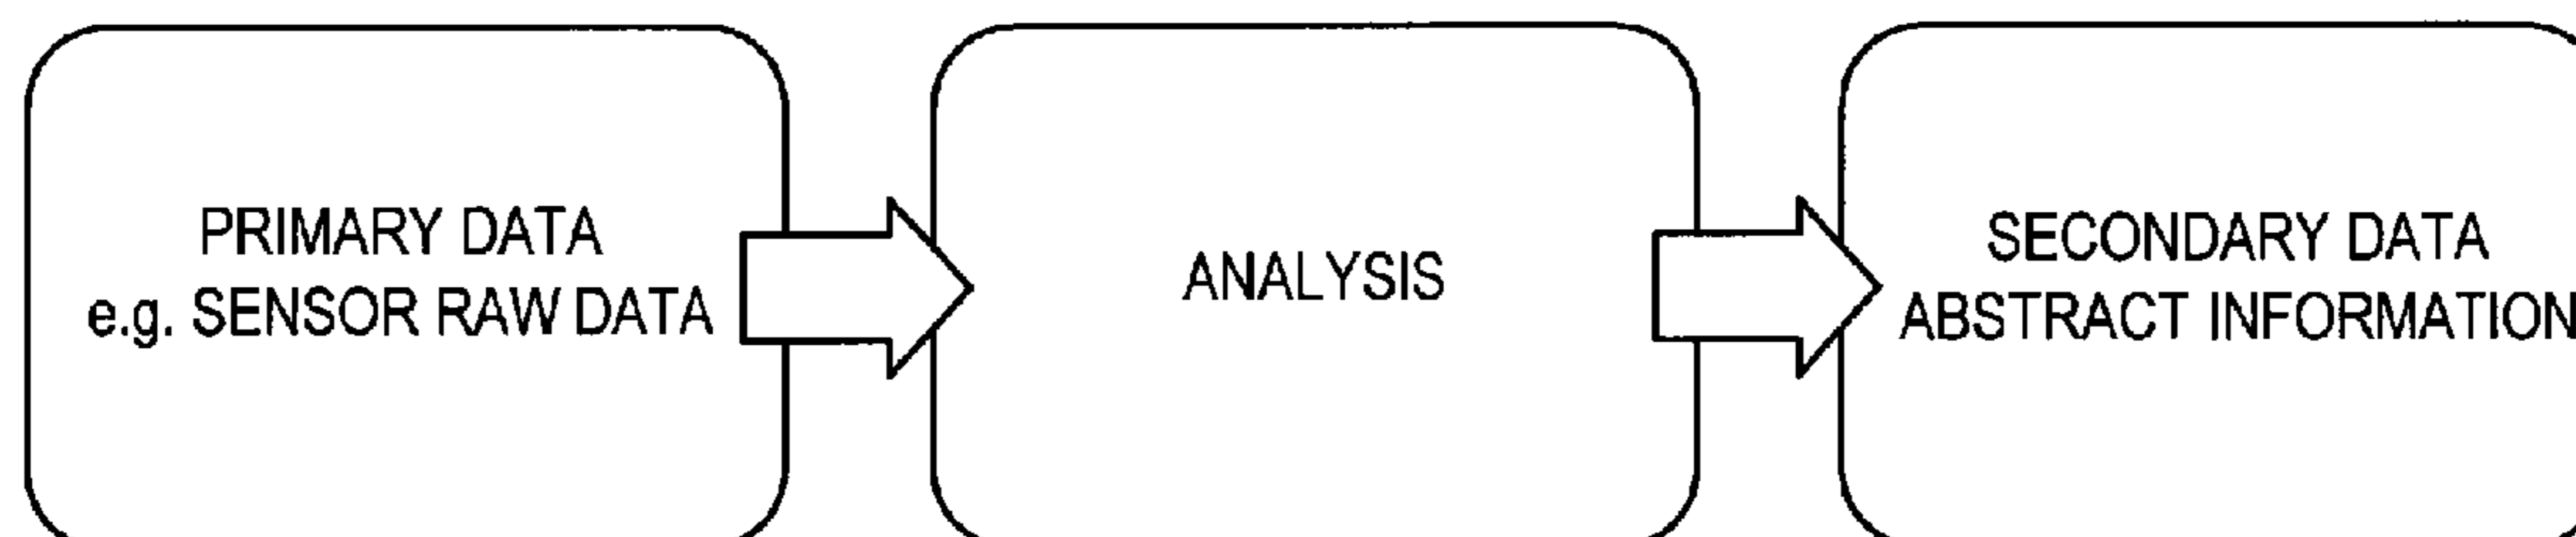 PRIMARY DATA
e.g. SENSOR RAW DATA
ANALYSIS
SECONDARY DATA
ABSTRACT INFORMATION